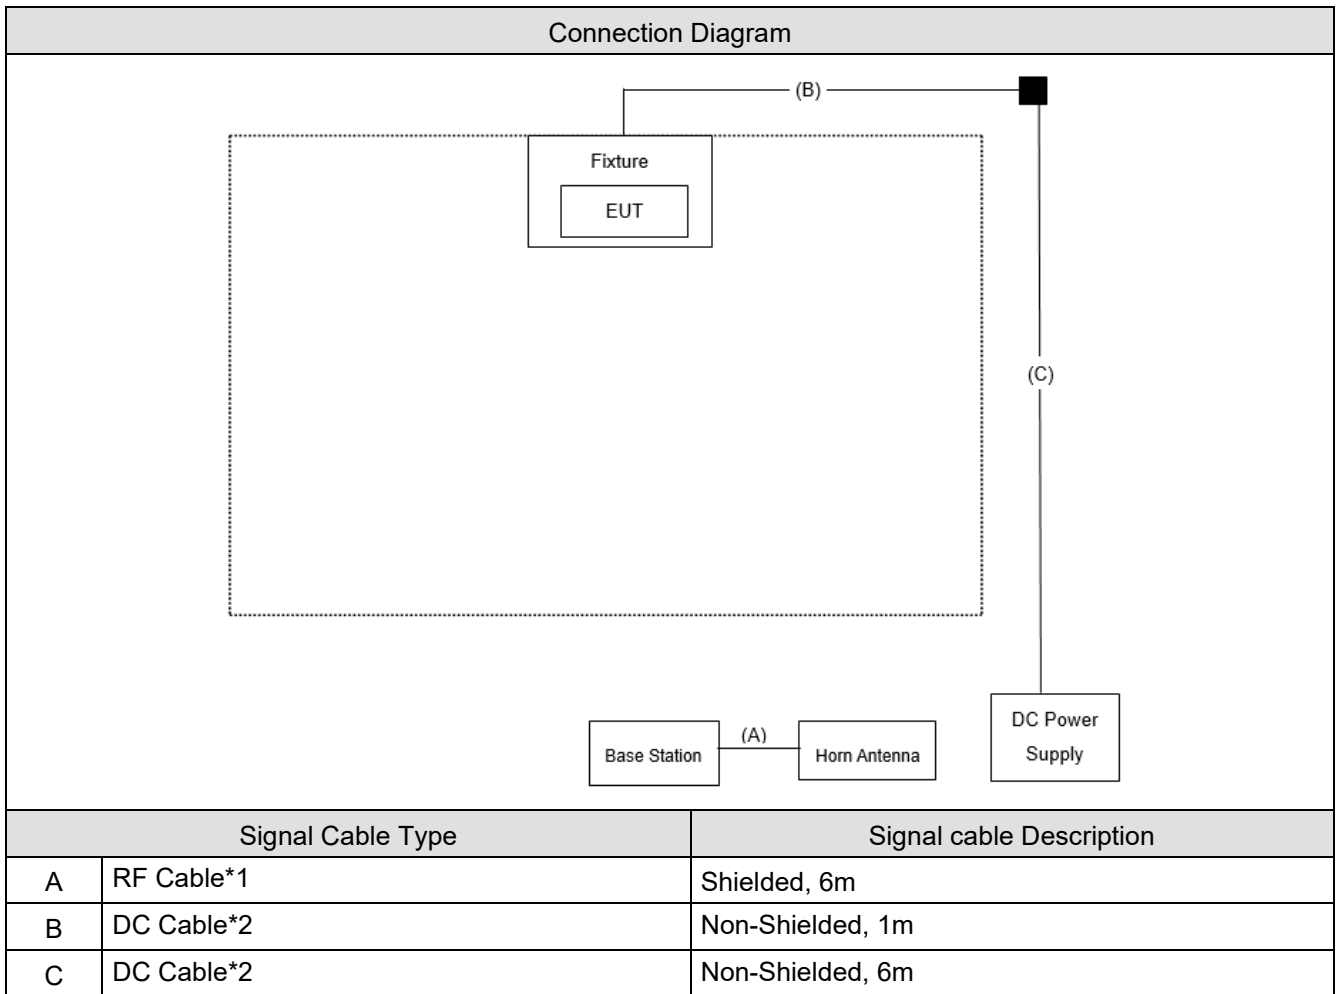 Connection Diagram
(B)
Fixture
EUT
(C)
DC Power
Supply
(A)
Base Station
Horn Antenna
Signal Cable Type
Signal cable Description
A
RF Cable*1
Shielded, 6m
B
DC Cable*2
Non-Shielded, 1m
C
DC Cable*2
Non-Shielded, 6m